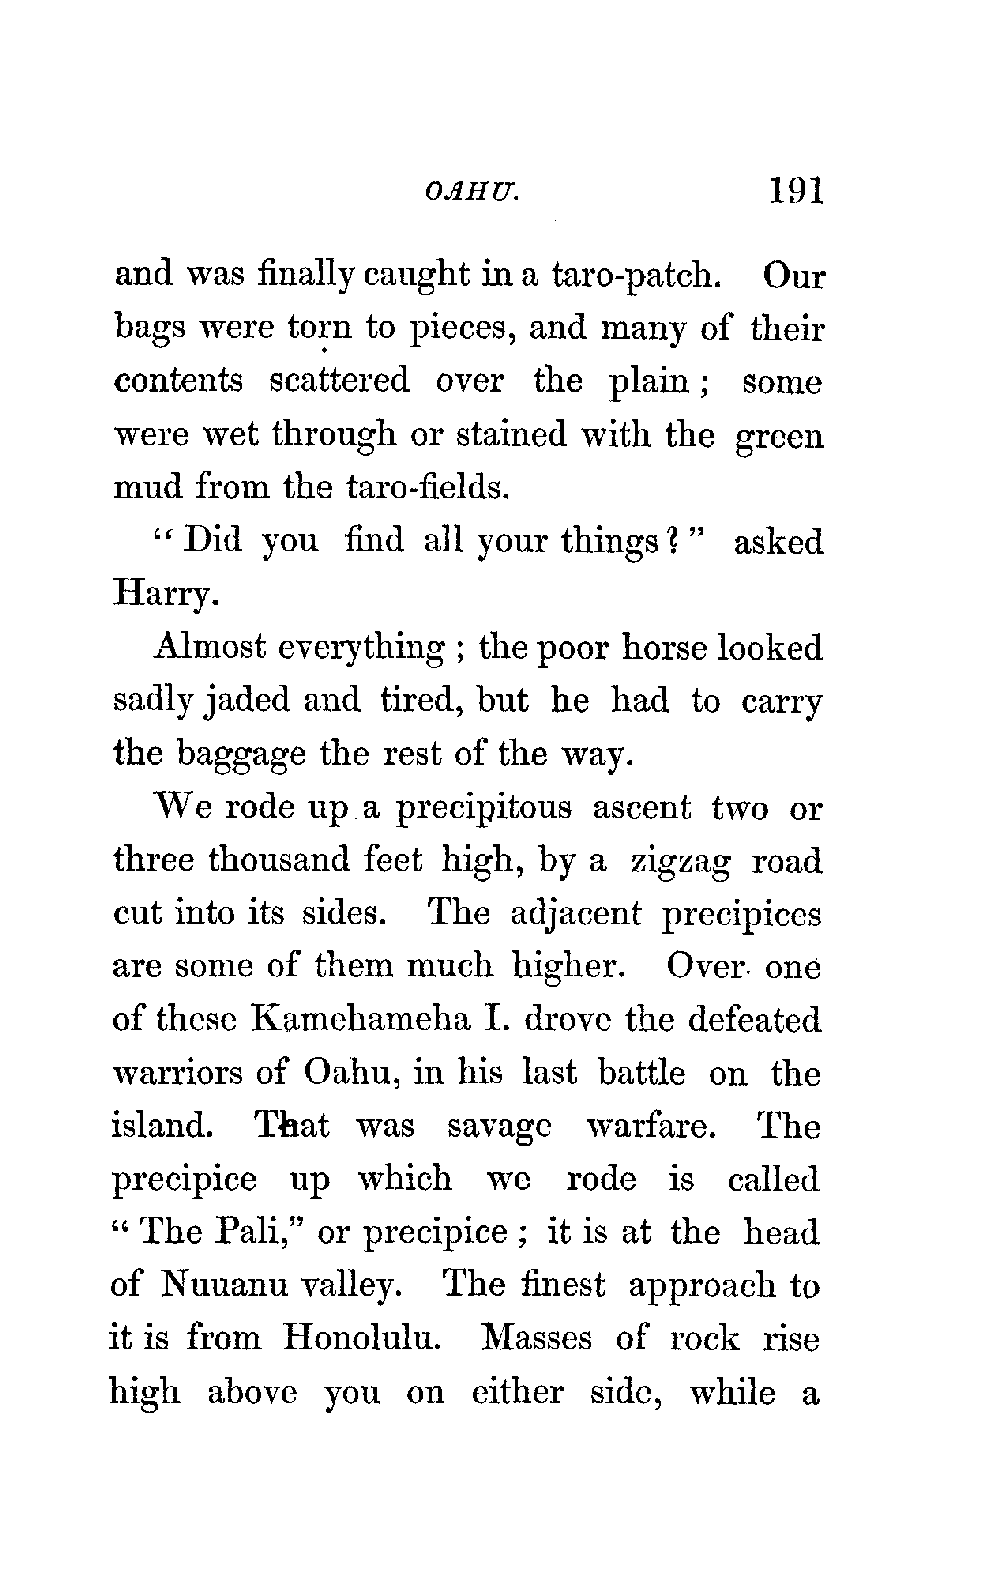 OAHU. 191
and was finally caught in a taro-patch. Our
bags were torn to pieces, and many of their
contents scattered over the plain ; some
were wet through or stained with the green
mud from the taro-fields.
“ Did you find all your things ? ” asked
Harry.
Almost everything ; the poor horse looked
sadly jaded and tired, but he had to carry
the baggage the rest of the way.
We rode up a precipitous ascent two or
three thousand feet high, by a zigzag road
cut into its sides. The adjacent precipices
are some of them much higher. Over one
of these Kamehameha I. drove the defeated
warriors of Oahu, in his last battle on the
island. That was savage warfare. The
precipice up which we rode is called
“ The Pali,” or precipice ; it is at the head
of Nuuanu valley. The finest approach to
it is from Honolulu. Masses of rock rise
high above you on either side, while a